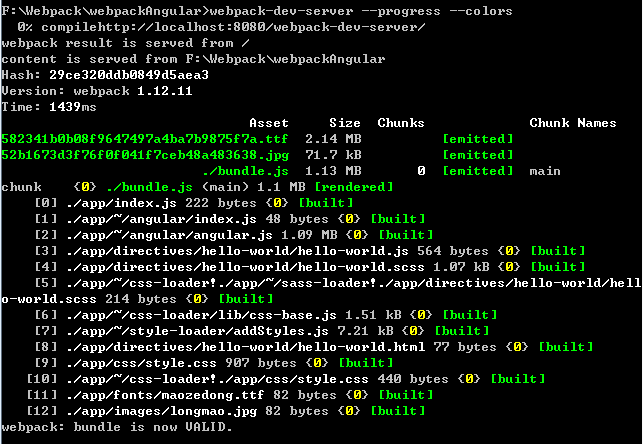 F:\Webpack\webpackAngular>webpack-dev-server --progress --colors
0% compilehttp://localhost:8080/webpack-dev-server/
webpack result is served from /
content is served from F:\Webpack\webpackAngular
Hash: 29ce320ddb0849d5aea3
Version: webpack 1.12.11
Time: 1439ms
Asset Size Chunks Chunk Names
582341b0b08f9647497a4ba7b9875f7a.ttf 2.14 MB [emitted]
52b1673d3f76f0f041f7ceb48a483638.jpg 71.7 kB [emitted]
./bundle.js 1.13 MB 0 [emitted] main
chunk {0} ./bundle.js (main) 1.1 MB [rendered]
[0] ./app/index.js 222 bytes {0} [built]
[1] ./app/~/angular/index.js 48 bytes {0} [built]
[2] ./app/~/angular/angular.js 1.09 MB {0} [built]
[3] ./app/directives/hello-world/hello-world.js 564 bytes {0} [built]
[4] ./app/directives/hello-world/hello-world.scss 1.07 kB {0} [built]
[5] ./app/~/css-loader!./app/~/sass-loader!./app/directives/hello-world/hell
o-world.scss 214 bytes {0} [built]
[6] ./app/~/css-loader/lib/css-base.js 1.51 kB {0} [built]
[7] ./app/~/style-loader/addStyles.js 7.21 kB {0} [built]
[8] ./app/directives/hello-world/hello-world.html 77 bytes {0} [built]
[9] ./app/css/style.css 907 bytes {0} [built]
[10] ./app/~/css-loader!./app/css/style.css 440 bytes {0} [built]
[11] ./app/fonts/maozedong.ttf 82 bytes {0} [built]
[12] ./app/images/longmao.jpg 82 bytes {0} [built]
webpack: bundle is now VALID.